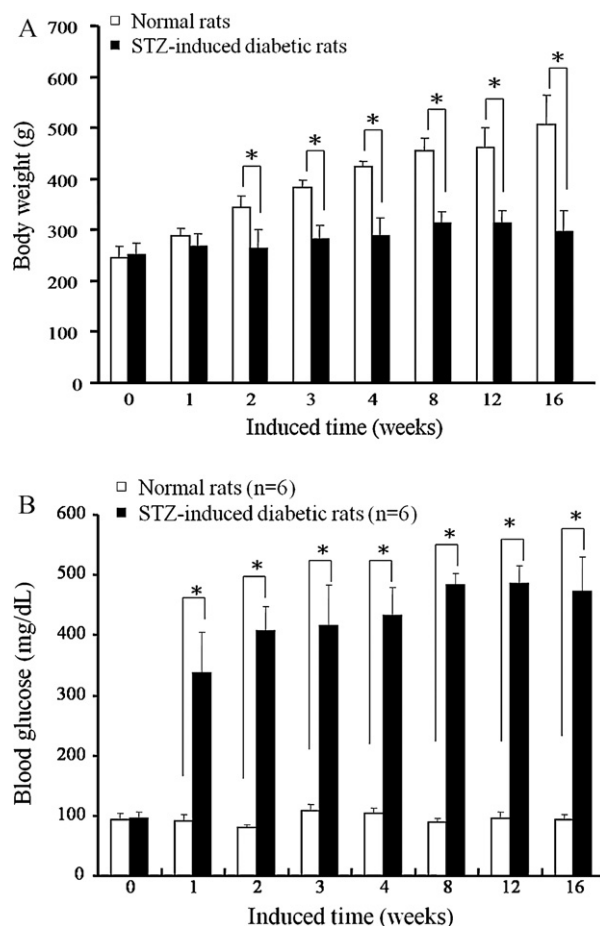 A
Normal rats
STZ-induced diabetic rats
700
600
500
400
300
200
100
0
Body weight (g)
* * * * * *
0 1 2 3 4 8 12 16
Induced time (weeks)
B
Normal rats (n=6)
STZ-induced diabetic rats (n=6)
600
500
400
300
200
100
0
Blood glucose (mg/dL)
* * * * * * *
0 1 2 3 4 8 12 16
Induced time (weeks)